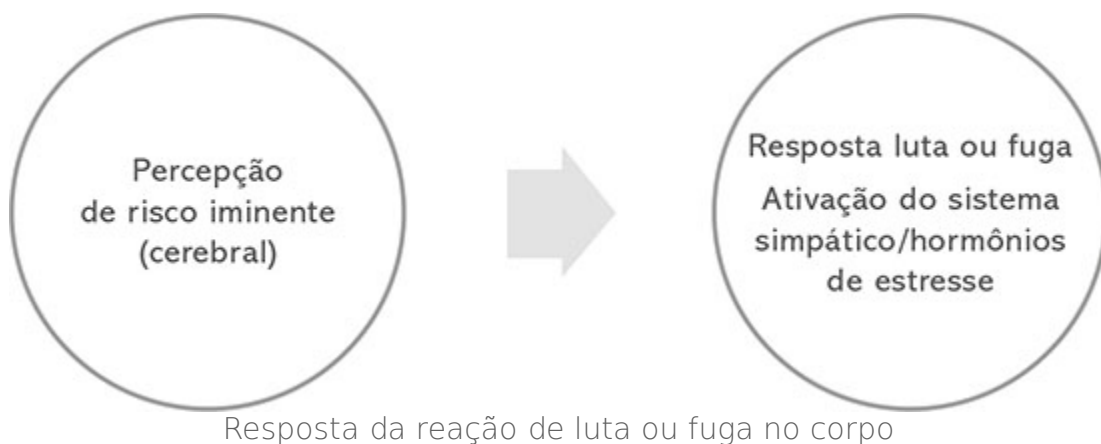 Percepção
de risco iminente
(cerebral)
Resposta luta ou fuga
Ativação do sistema
simpático/hormônios
de estresse
Resposta da reação de luta ou fuga no corpo